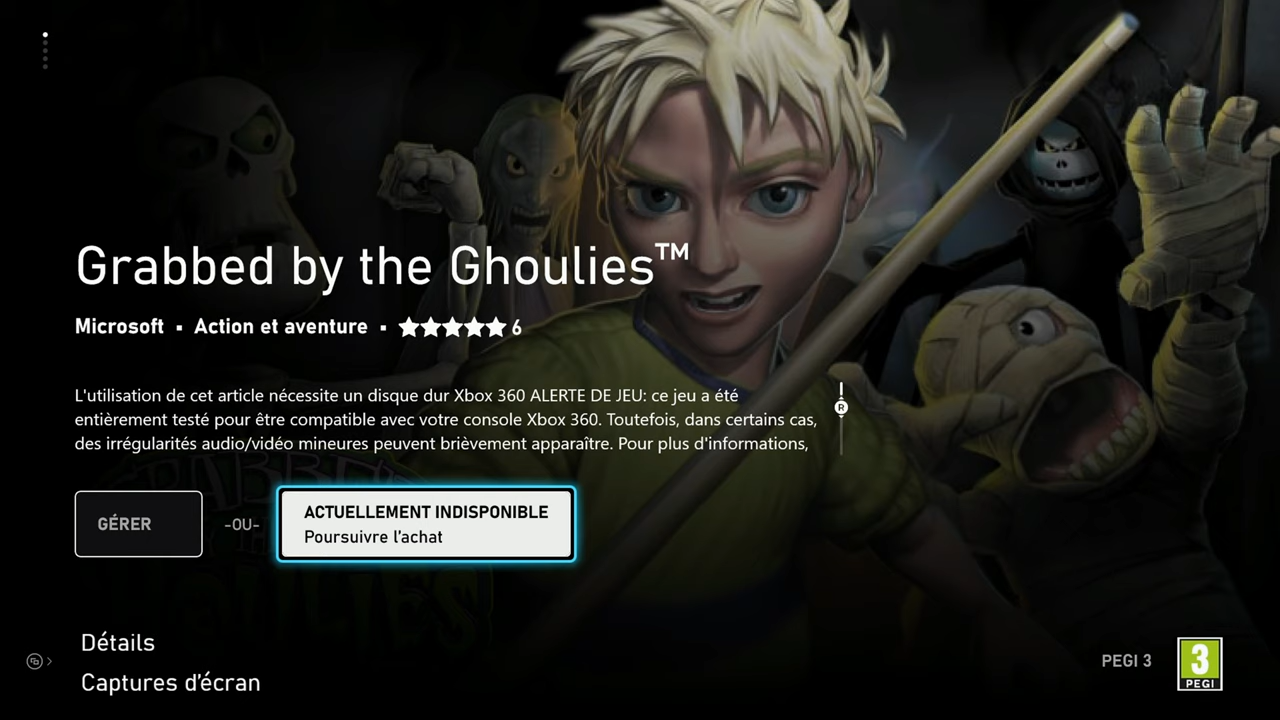 Grabbed by the Ghoulies™
Microsoft ▪ Action et aventure ▪ ★★★★★ 6
L'utilisation de cet article nécessite un disque dur Xbox 360 ALERTE DE JEU: ce jeu a été
entièrement testé pour être compatible avec votre console Xbox 360. Toutefois, dans certains cas,
des irrégularités audio/vidéo mineures peuvent brièvement apparaître. Pour plus d'informations,
R
GÉRER
-OU-
ACTUELLEMENT INDISPONIBLE
Poursuivre l'achat
Détails
Captures d'écran
PEGI 3
3
PEGI